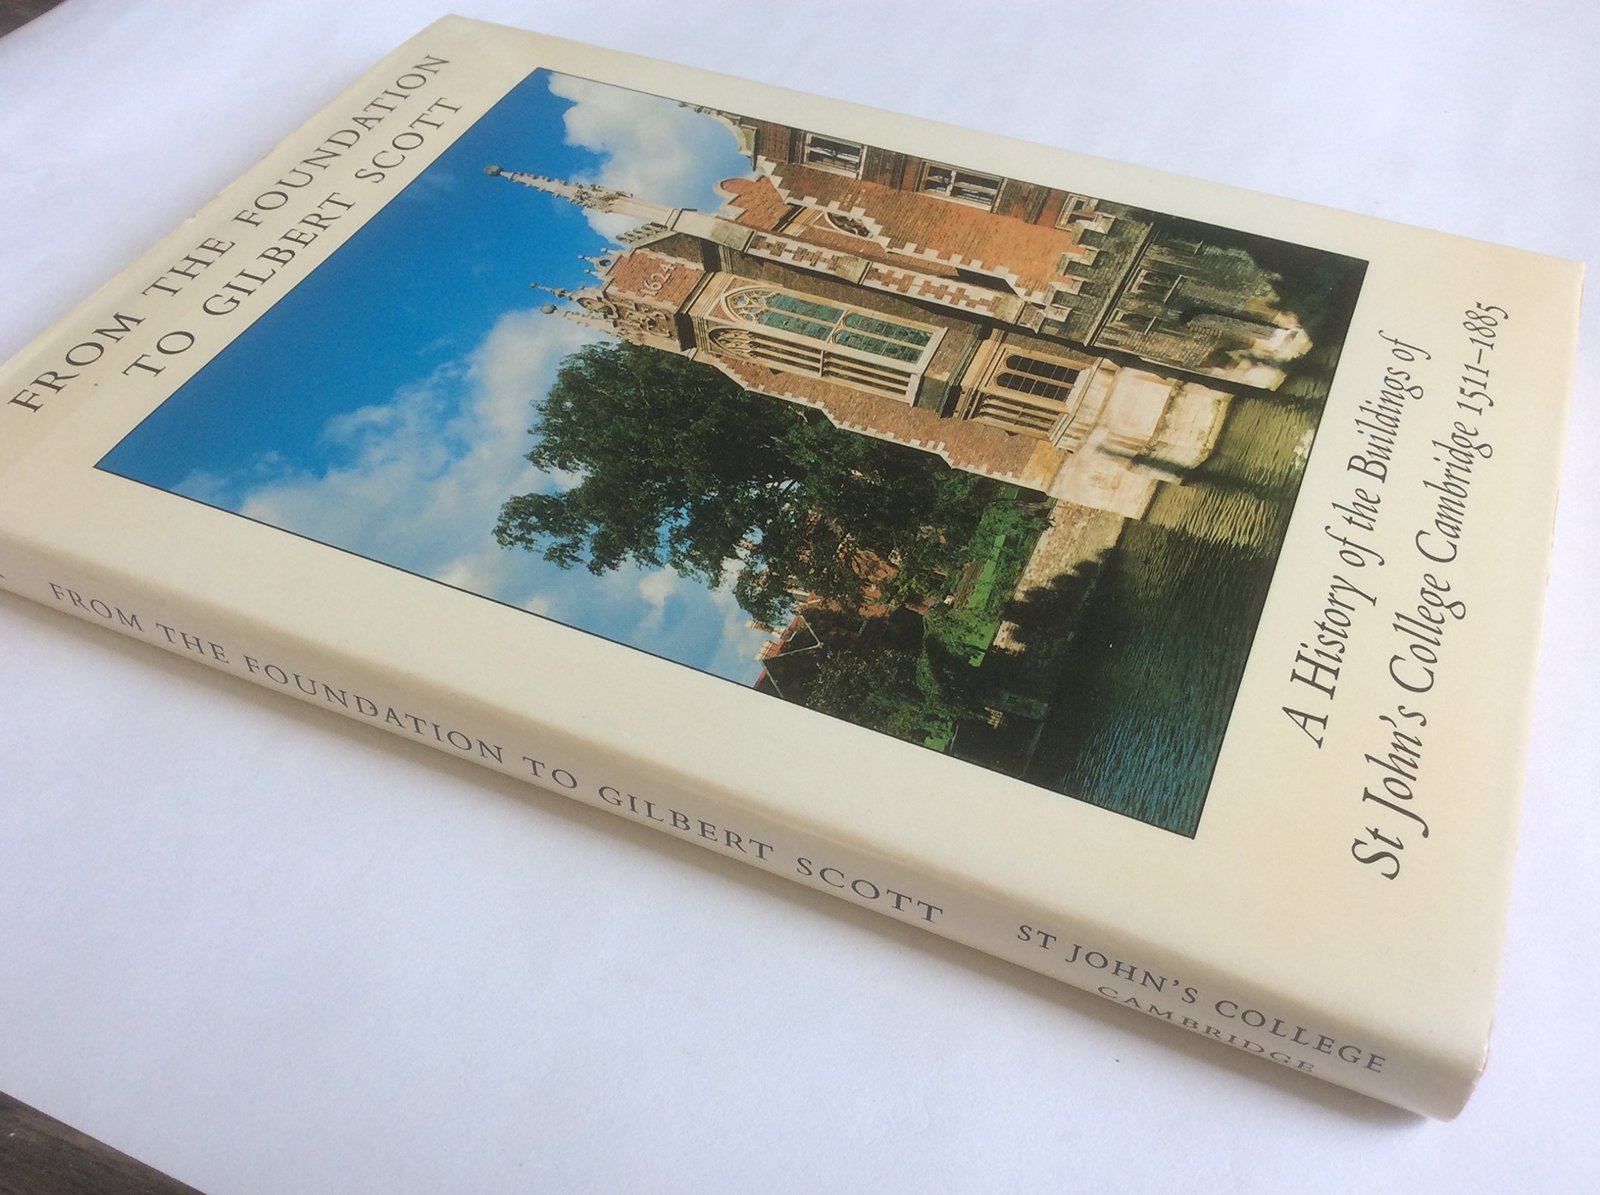 FROM THE FOUNDATION
TO GILBERT SCOTT
1624
A History of the Buildings of
St John's College Cambridge 1511–1885
FROM THE FOUNDATION TO GILBERT SCOTT
ST JOHN'S COLLEGE
CAMBRIDGE